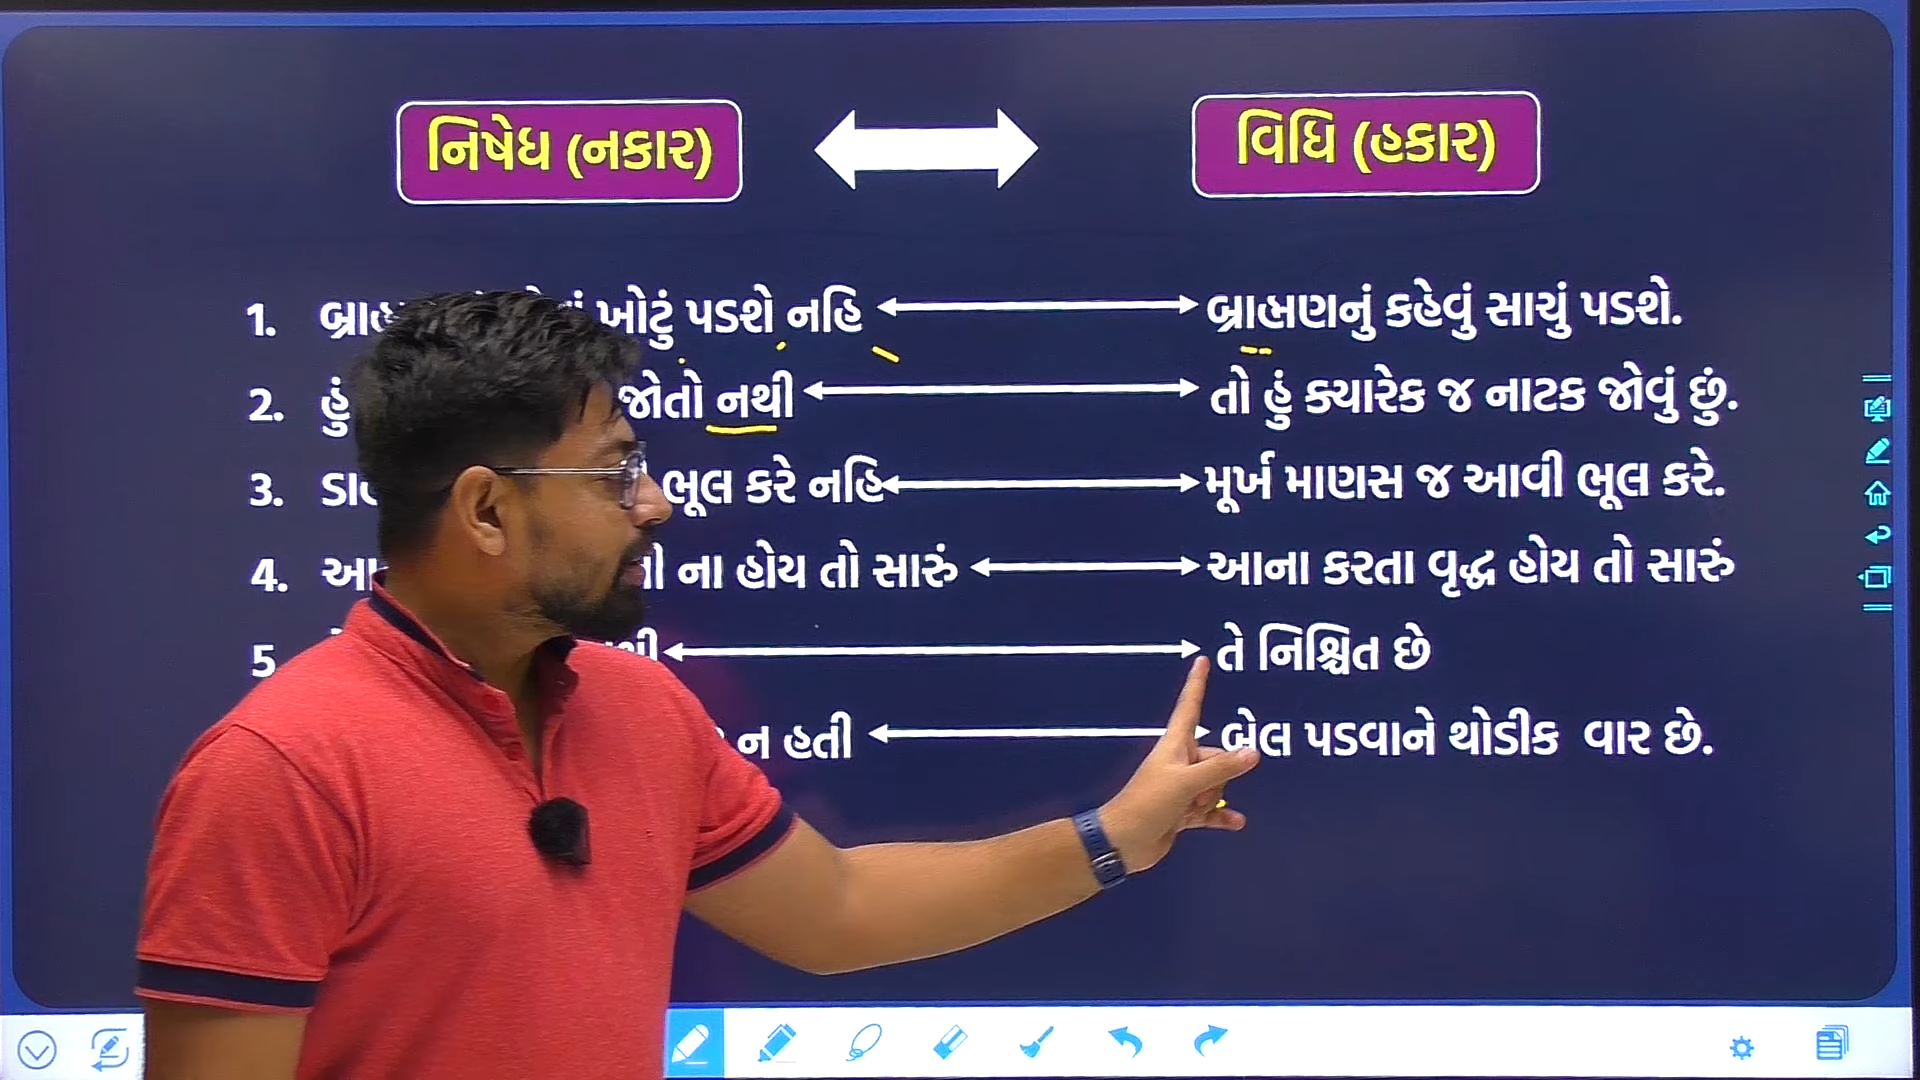 નિષેધ (નકાર)
વિધિ (હકાર)
1. ખોટું પડશે નહિ
બ્રાહ્મણનું કહેવું સાચું પડશે.
2. હું જોતો નથી
તો હું ક્યારેક જ નાટક જોવું છું.
3. ભૂલ કરે નહિ
મૂર્ખ માણસ જ આવી ભૂલ કરે.
4. ના હોય તો સારું
આના કરતા વૃદ્ધ હોય તો સારું
5
તે નિશ્ચિત છે
ન હતી
બેલ પડવાને થોડીક વાર છે.